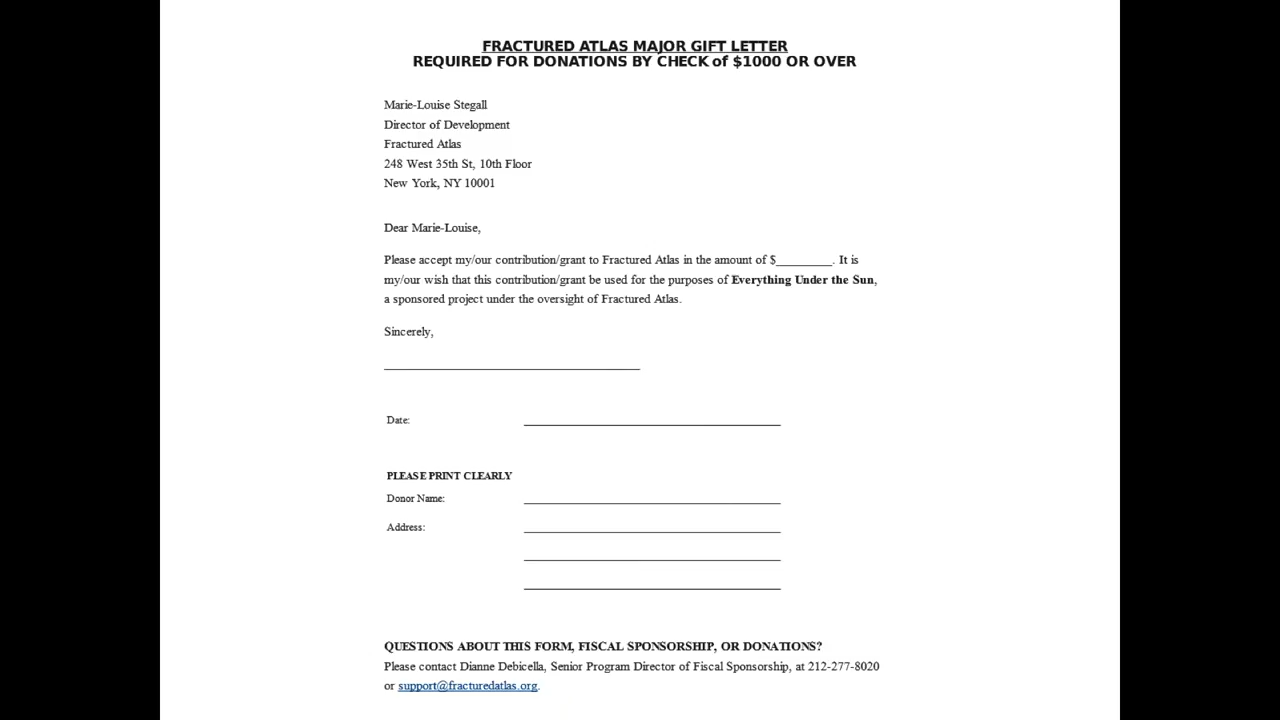 FRACTURED ATLAS MAJOR GIFT LETTER
REQUIRED FOR DONATIONS BY CHECK of $1000 OR OVER
Marie-Louise Stegall
Director of Development
Fractured Atlas
248 West 35th St, 10th Floor
New York, NY 10001
Dear Marie-Louise,
Please accept my/our contribution/grant to Fractured Atlas in the amount of $_________. It is
my/our wish that this contribution/grant be used for the purposes of Everything Under the Sun,
a sponsored project under the oversight of Fractured Atlas.
Sincerely,
Date:
PLEASE PRINT CLEARLY
Donor Name:
Address:
QUESTIONS ABOUT THIS FORM, FISCAL SPONSORSHIP, OR DONATIONS?
Please contact Dianne Debicella, Senior Program Director of Fiscal Sponsorship, at 212-277-8020
or support@fracturedatlas.org.